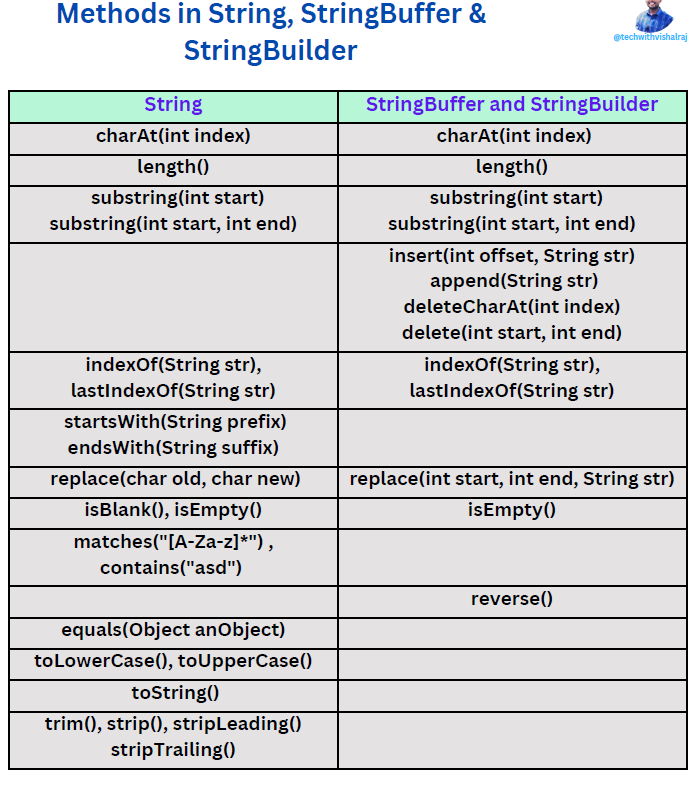 Methods in String, StringBuffer &
StringBuilder
@techwithvishalraj
String
StringBuffer and StringBuilder
charAt(int index)
charAt(int index)
length()
length()
substring(int start)
substring(int start, int end)
substring(int start)
substring(int start, int end)
insert(int offset, String str)
append(String str)
deleteCharAt(int index)
delete(int start, int end)
indexOf(String str),
lastIndexOf(String str)
indexOf(String str),
lastIndexOf(String str)
startsWith(String prefix)
endsWith(String suffix)
replace(char old, char new)
replace(int start, int end, String str)
isBlank(), isEmpty()
isEmpty()
matches("[A-Za-z]*") ,
contains("asd")
reverse()
equals(Object anObject)
toLowerCase(), toUpperCase()
toString()
trim(), strip(), stripLeading()
stripTrailing()